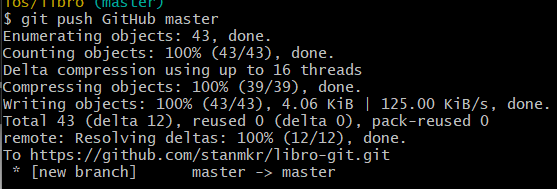 ios/libro (master)
$ git push GitHub master
Enumerating objects: 43, done.
Counting objects: 100% (43/43), done.
Delta compression using up to 16 threads
Compressing objects: 100% (39/39), done.
Writing objects: 100% (43/43), 4.06 KiB | 125.00 KiB/s, done.
Total 43 (delta 12), reused 0 (delta 0), pack-reused 0
remote: Resolving deltas: 100% (12/12), done.
To https://github.com/stanmkr/libro-git.git
 * [new branch]      master -> master